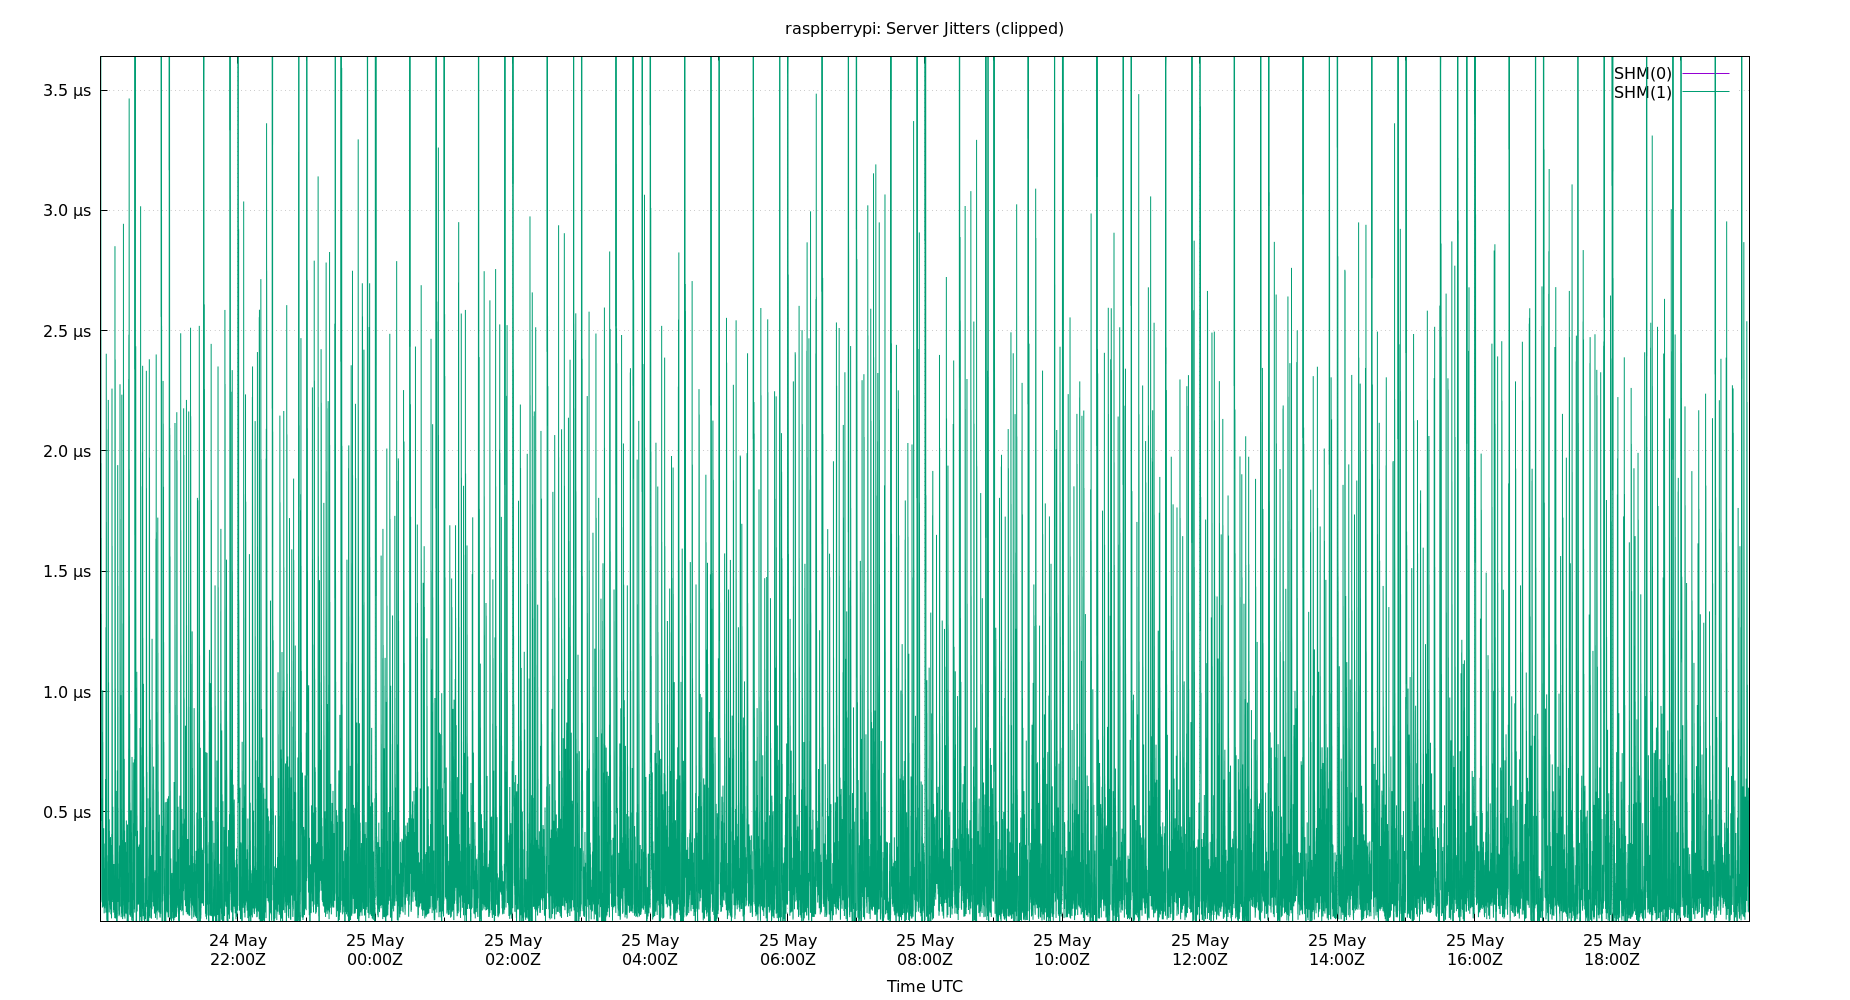 raspberrypi: Server Jitters (clipped)
SHM(0)
SHM(1)
3.5 µs
3.0 µs
2.5 µs
2.0 µs
1.5 µs
1.0 µs
0.5 µs
24 May 25 May 25 May 25 May 25 May 25 May 25 May 25 May 25 May 25 May 25 May
22:00Z 00:00Z 02:00Z 04:00Z 06:00Z 08:00Z 10:00Z 12:00Z 14:00Z 16:00Z 18:00Z
Time UTC